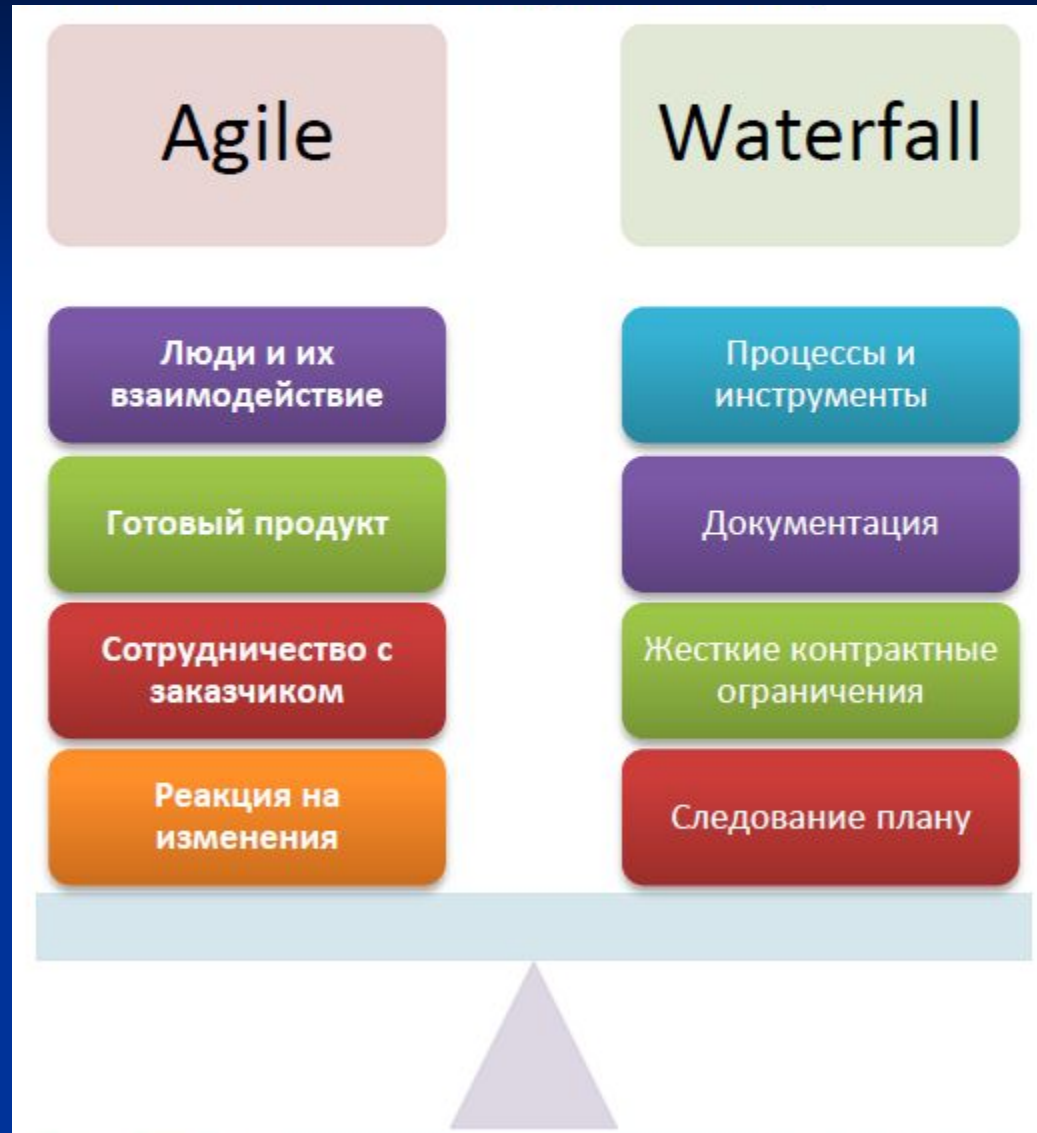 Agile
Waterfall
Люди и их
взаимодействие
Процессы и
инструменты
Готовый продукт
Документация
Сотрудничество с
заказчиком
Жесткие контрактные
ограничения
Реакция на
изменения
Следование плану